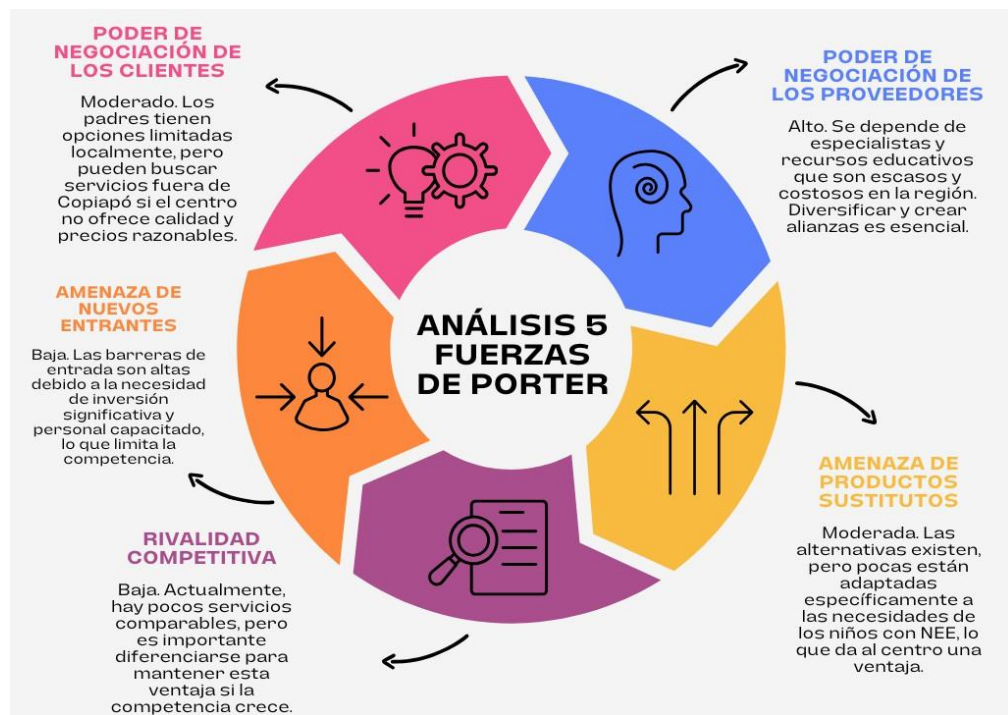 PODER DE
NEGOCIACIÓN DE
LOS CLIENTES
Moderado. Los
padres tienen
opciones limitadas
localmente, pero
pueden buscar
servicios fuera de
Copiapó si el centro
no ofrece calidad y
precios razonables.
PODER DE
NEGOCIACIÓN DE
LOS PROVEEDORES
Alto. Se depende de
especialistas y
recursos educativos
que son escasos y
costosos en la región.
Diversificar y crear
alianzas es esencial.
AMENAZA DE
NUEVOS
ENTRANTES
Baja. Las barreras de
entrada son altas
debido a la necesidad
de inversión
significativa y
personal capacitado,
lo que limita la
competencia.
ANÁLISIS 5
FUERZAS
DE PORTER
AMENAZA DE
PRODUCTOS
SUSTITUTOS
Moderada. Las
alternativas existen,
pero pocas están
adaptadas
específicamente a
las necesidades de
los niños con NEE, lo
que da al centro una
ventaja.
RIVALIDAD
COMPETITIVA
Baja. Actualmente,
hay pocos servicios
comparables, pero
es importante
diferenciarse para
mantener esta
ventaja si la
competencia crece.